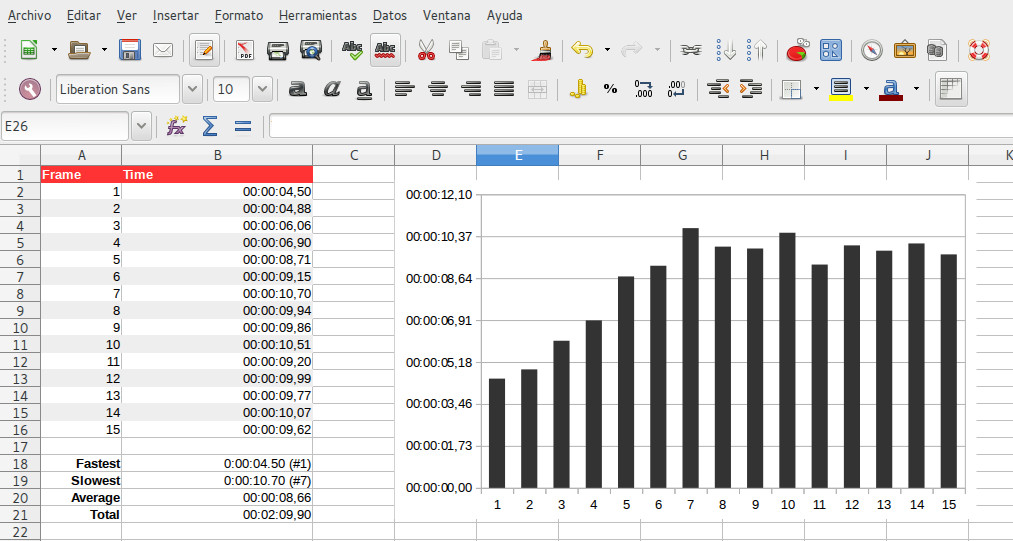 Archivo Editar Ver Insertar Formato Herramientas Datos Ventana Ayuda
PDF Abc Abc
Liberation Sans 10 a a a % .000 .000 a
E26 fx Σ =
A B C D E F G H I J K
1 Frame Time
2 1 00:00:04,50
3 2 00:00:04,88
4 3 00:00:06,06
5 4 00:00:06,90
6 5 00:00:08,71
7 6 00:00:09,15
8 7 00:00:10,70
9 8 00:00:09,94
10 9 00:00:09,86
11 10 00:00:10,51
12 11 00:00:09,20
13 12 00:00:09,99
14 13 00:00:09,77
15 14 00:00:10,07
16 15 00:00:09,62
17
18 Fastest 0:00:04.50 (#1)
19 Slowest 0:00:10.70 (#7)
20 Average 00:00:08,66
21 Total 00:02:09,90
22
00:00:12,10
00:00:10,37
00:00:08,64
00:00:06,91
00:00:05,18
00:00:03,46
00:00:01,73
00:00:00,00
1 2 3 4 5 6 7 8 9 10 11 12 13 14 15